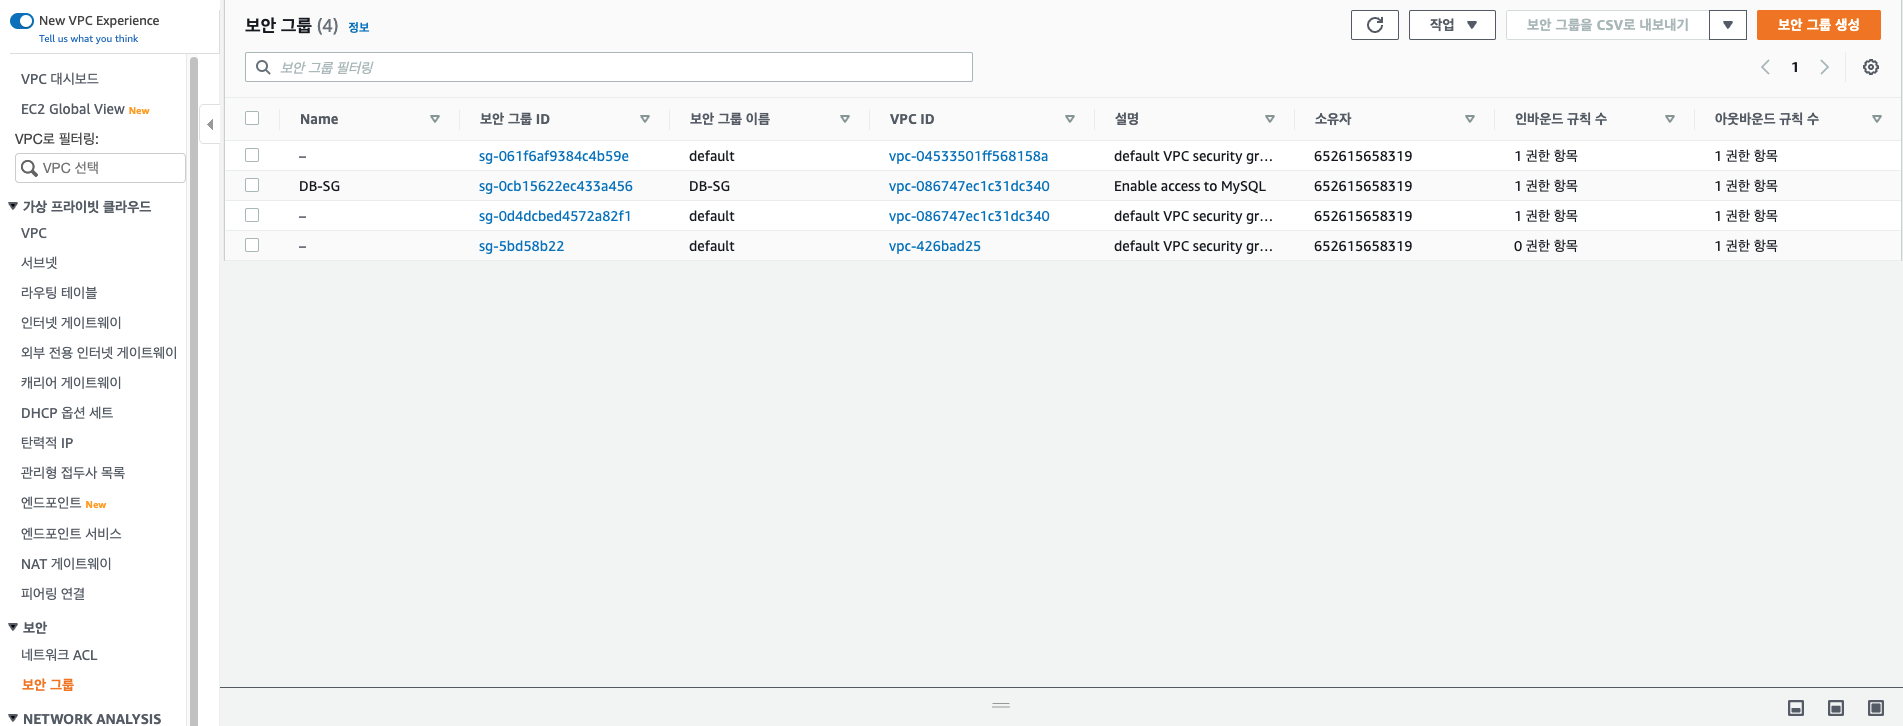 New VPC Experience
Tell us what you think
VPC 대시보드
EC2 Global View New
VPC로 필터링:
VPC 선택
가상 프라이빗 클라우드
VPC
서브넷
라우팅 테이블
인터넷 게이트웨이
외부 전용 인터넷 게이트웨이
캐리어 게이트웨이
DHCP 옵션 세트
탄력적 IP
관리형 접두사 목록
엔드포인트 New
엔드포인트 서비스
NAT 게이트웨이
피어링 연결
보안
네트워크 ACL
보안 그룹
NETWORK ANALYSIS
보안 그룹 (4) 정보
작업
보안 그룹을 CSV로 내보내기
보안 그룹 생성
보안 그룹 필터링
1
Name 보안 그룹 ID 보안 그룹 이름 VPC ID 설명 소유자 인바운드 규칙 수 아웃바운드 규칙 수
– sg-061f6af9384c4b59e default vpc-04533501ff568158a default VPC security gr... 652615658319 1 권한 항목 1 권한 항목
DB-SG sg-0cb15622ec433a456 DB-SG vpc-086747ec1c31dc340 Enable access to MySQL 652615658319 1 권한 항목 1 권한 항목
– sg-0d4dcbed4572a82f1 default vpc-086747ec1c31dc340 default VPC security gr... 652615658319 1 권한 항목 1 권한 항목
– sg-5bd58b22 default vpc-426bad25 default VPC security gr... 652615658319 0 권한 항목 1 권한 항목